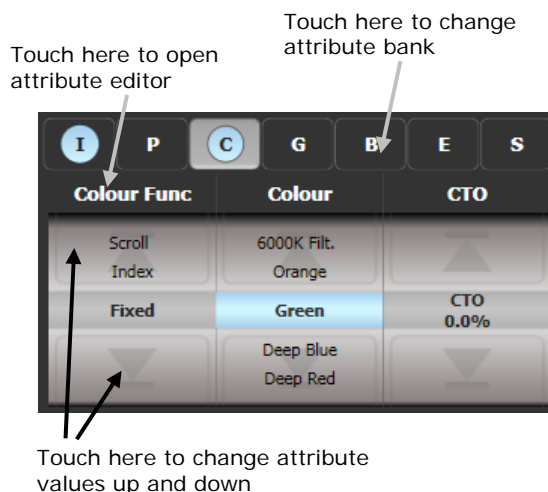 Touch here to change
attribute bank
Touch here to open
attribute editor
I P C G B E S
Colour Func Colour CTO
Scroll 6000K Filt.
Index Orange
Fixed Green CTO
0.0%
Deep Blue
Deep Red
Touch here to change attribute
values up and down